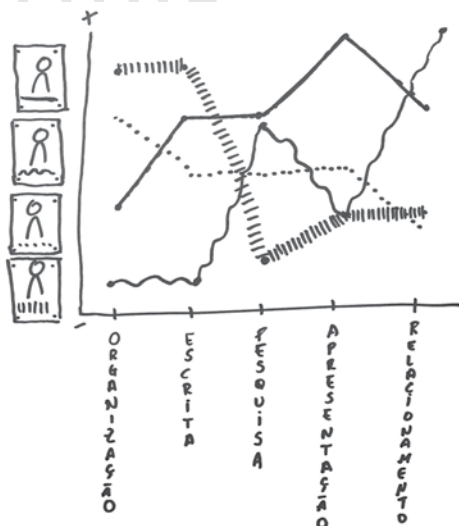 +
-
ORGANIZAÇÃO
ESCRITA
PESQUISA
APRESENTAÇÃO
RELACIONAMENTO